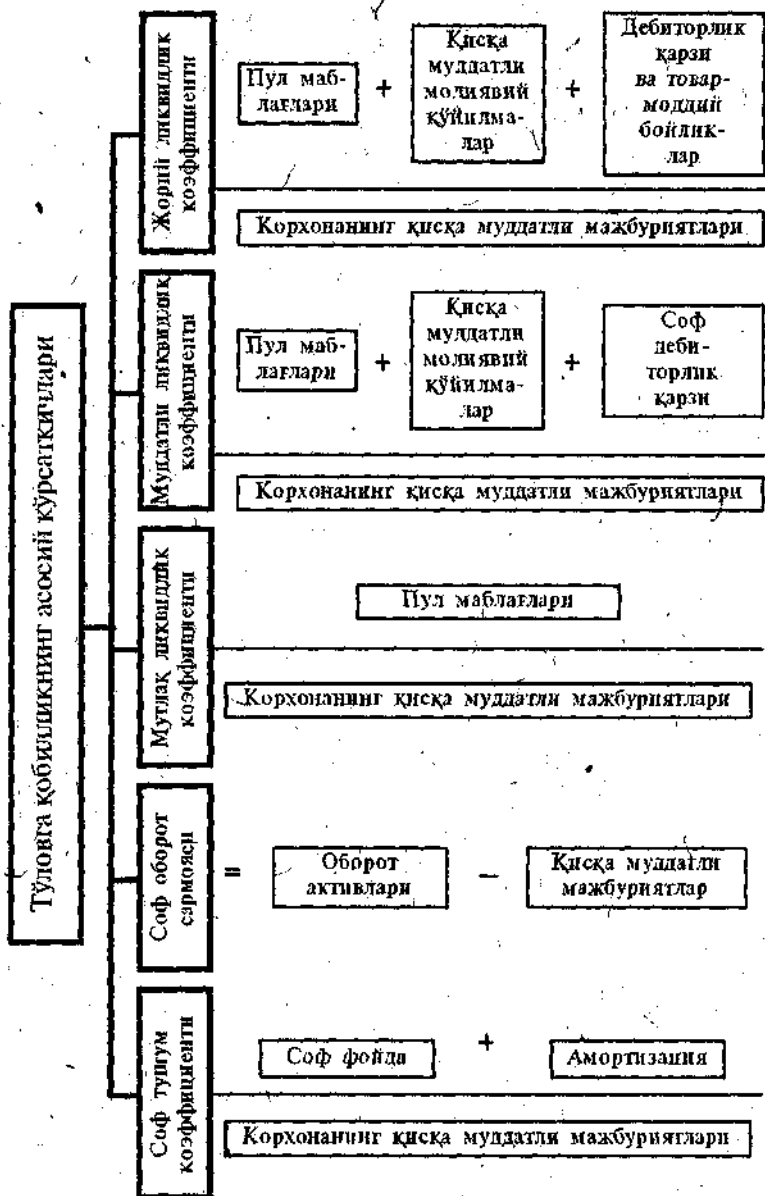 Тўловга қобилликнинг асосий кўрсаткичлари
Жорий ликвидлик
коэффициенти
Пул маб-
лағлари
+
Қисқа
муддатли
молиявий
қўйилма-
лар
+
Дебиторлик
қарзи
ва товар-
моддий
бойлик-
лар
Корхонанинг қисқа муддатли мажбуриятлари
Муддатли ликвидлик
коэффициенти
Пул маб-
лағлари
+
Қисқа
муддатли
молиявий
қўйилма-
лар
+
Соф
деби-
торлик
қарзи
Корхонанинг қисқа муддатли мажбуриятлари
Мутлақ ликвидлик
коэффициенти
Пул маблағлари
Корхонанинг қисқа муддатли мажбуриятлари
Соф оборот
сармояси
=
Оборот
активлари
−
Қисқа муддатли
мажбуриятлар
Соф тушум
коэффициенти
Соф фойда
+
Амортизация
Корхонанинг қисқа муддатли мажбуриятлари